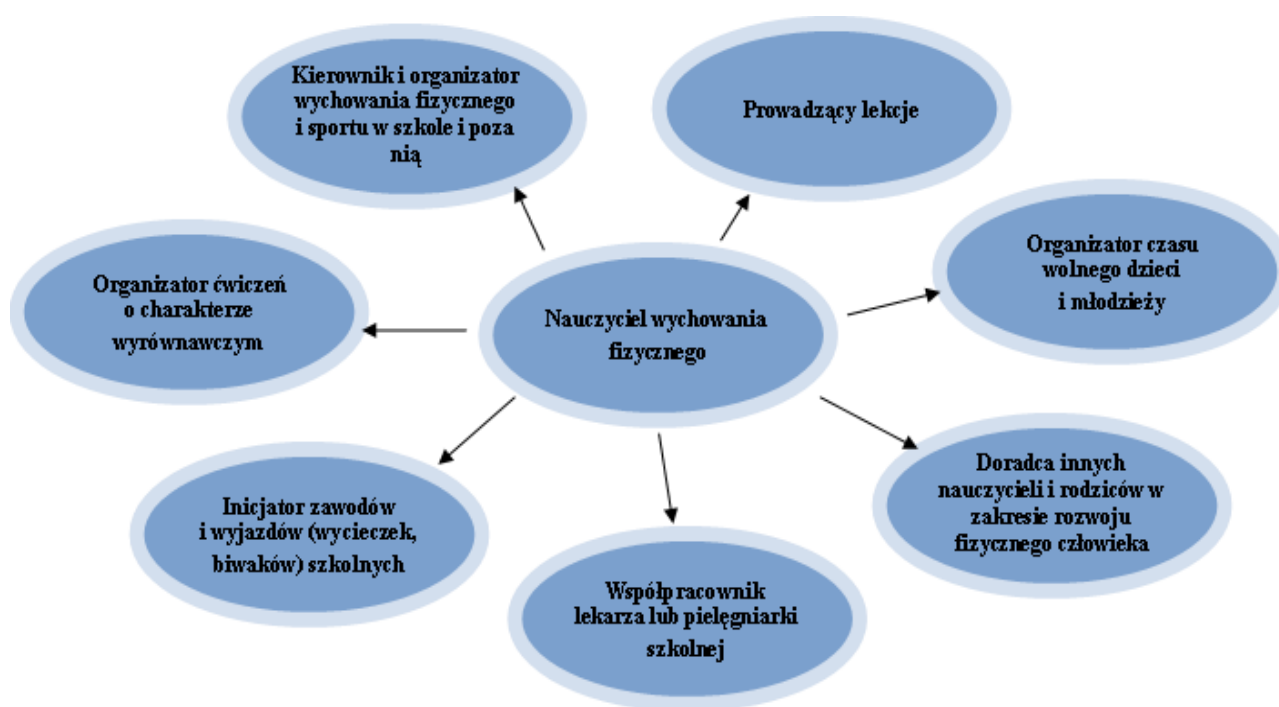 Kierownik i organizator
wychowania fizycznego
i sportu w szkole i poza
nią
Prowadzący lekcje
Organizator czasu
wolnego dzieci
i młodzieży
Organizator ćwiczeń
o charakterze
wyrównawczym
Nauczyciel wychowania
fizycznego
Inicjator zawodów
i wyjazdów (wycieczek,
biwaków) szkolnych
Współpracownik
lekarza lub pielęgniarki
szkolnej
Doradca innych
nauczycieli i rodziców w
zakresie rozwoju
fizycznego człowieka